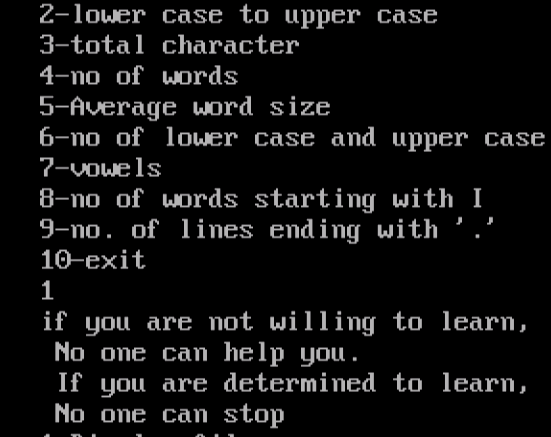 2-lower case to upper case
3-total character
4-no of words
5-Average word size
6-no of lower case and upper case
7-vowels
8-no of words starting with I
9-no. of lines ending with '.'
10-exit
1
if you are not willing to learn,
No one can help you.
If you are determined to learn,
No one can stop